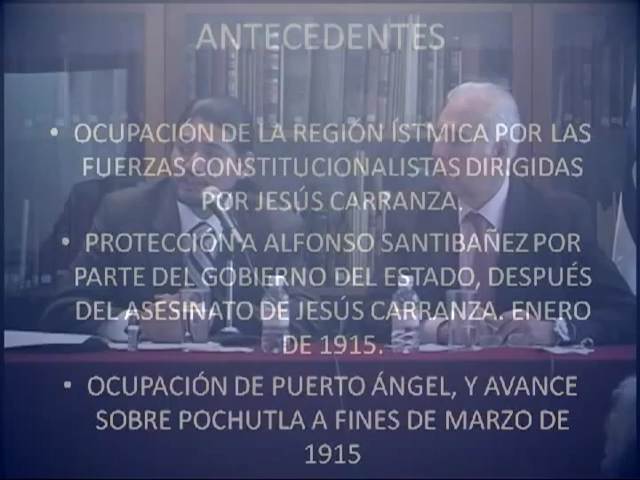 ANTECEDENTES
• OCUPACIÓN DE LA REGIÓN ÍSTMICA POR LAS
FUERZAS CONSTITUCIONALISTAS DIRIGIDAS
POR JESÚS CARRANZA.
• PROTECCIÓN A ALFONSO SANTIBAÑEZ POR
PARTE DEL GOBIERNO DEL ESTADO, DESPUÉS
DEL ASESINATO DE JESÚS CARRANZA. ENERO
DE 1915.
• OCUPACIÓN DE PUERTO ÁNGEL, Y AVANCE
SOBRE POCHUTLA A FINES DE MARZO DE
1915